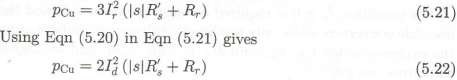 p_Cu = 3I_r^2 (|s|R'_s + R_r) (5.21)
Using Eqn (5.20) in Eqn (5.21) gives
p_Cu = 2I_d^2 (|s|R'_s + R_r) (5.22)